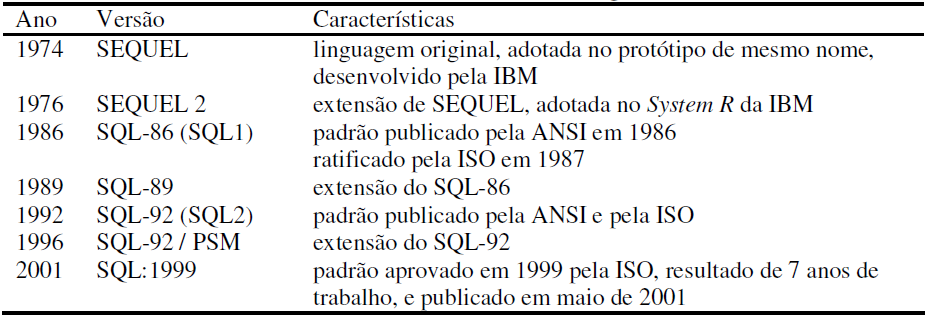 Ano Versão Características
1974 SEQUEL linguagem original, adotada no protótipo de mesmo nome,
desenvolvido pela IBM
1976 SEQUEL 2 extensão de SEQUEL, adotada no System R da IBM
1986 SQL-86 (SQL1) padrão publicado pela ANSI em 1986
ratificado pela ISO em 1987
1989 SQL-89 extensão do SQL-86
1992 SQL-92 (SQL2) padrão publicado pela ANSI e pela ISO
1996 SQL-92 / PSM extensão do SQL-92
2001 SQL:1999 padrão aprovado em 1999 pela ISO, resultado de 7 anos de
trabalho, e publicado em maio de 2001